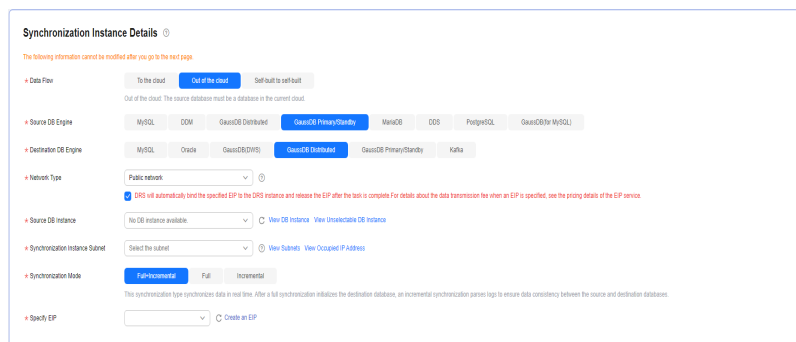 Synchronization Instance Details
The following information cannot be modified after you go to the next page.
* Data Flow To the cloud Out of the cloud Self-built to self-built
Out of the cloud: The source database must be a database in the current cloud.
* Source DB Engine MySQL DDM GaussDB Distributed GaussDB Primary/Standby MariaDB DDS PostgreSQL GaussDB(for MySQL)
* Destination DB Engine MySQL Oracle GaussDB(DWS) GaussDB Distributed GaussDB Primary/Standby Kafka
* Network Type Public network
DRS will automatically bind the specified EIP to the DRS instance and release the EIP after the task is complete For details about the data transmission fee when an EIP is specified, see the pricing details of the EIP service.
* Source DB Instance No DB instance available. View DB Instance View Unselectable DB Instance
* Synchronization Instance Subnet Select the subnet View Subnets View Occupied IP Address
* Synchronization Mode Full+Incremental Full Incremental
This synchronization type synchronizes data in real time. After a full synchronization initializes the destination database, an incremental synchronization parses logs to ensure data consistency between the source and destination databases.
* Specify EIP Create an EIP